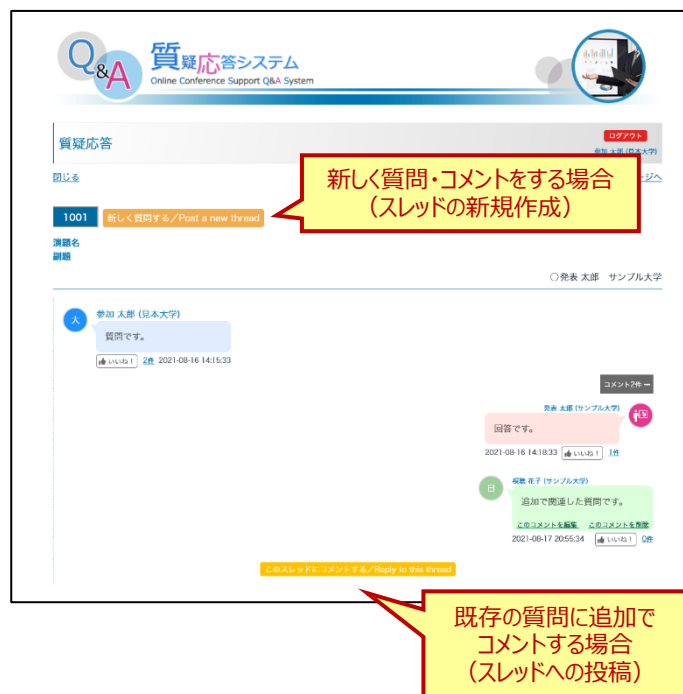 Q&A
質疑応答システム
Online Conference Support Q&A System
質疑応答
ログアウト
参加 太郎 (見本大学)
閉じる
ージへ
新しく質問・コメントをする場合
（スレッドの新規作成）
1001
新しく質問する／Post a new thread
演題名
副題
〇発表 太郎 サンプル大学
大
参加 太郎 (見本大学)
質問です。
いいね！ 2件 2021-08-16 14:15:33
コメント2件 −
発表 太郎 (サンプル大学)
回答です。
2021-08-16 14:18:33 いいね！ 1件
日
視聴 花子 (サンプル大学)
追加で関連した質問です。
このコメントを編集 このコメントを削除
2021-08-17 20:55:34 いいね！ 0件
このスレッドにコメントする／Reply to this thread
既存の質問に追加で
コメントする場合
（スレッドへの投稿）